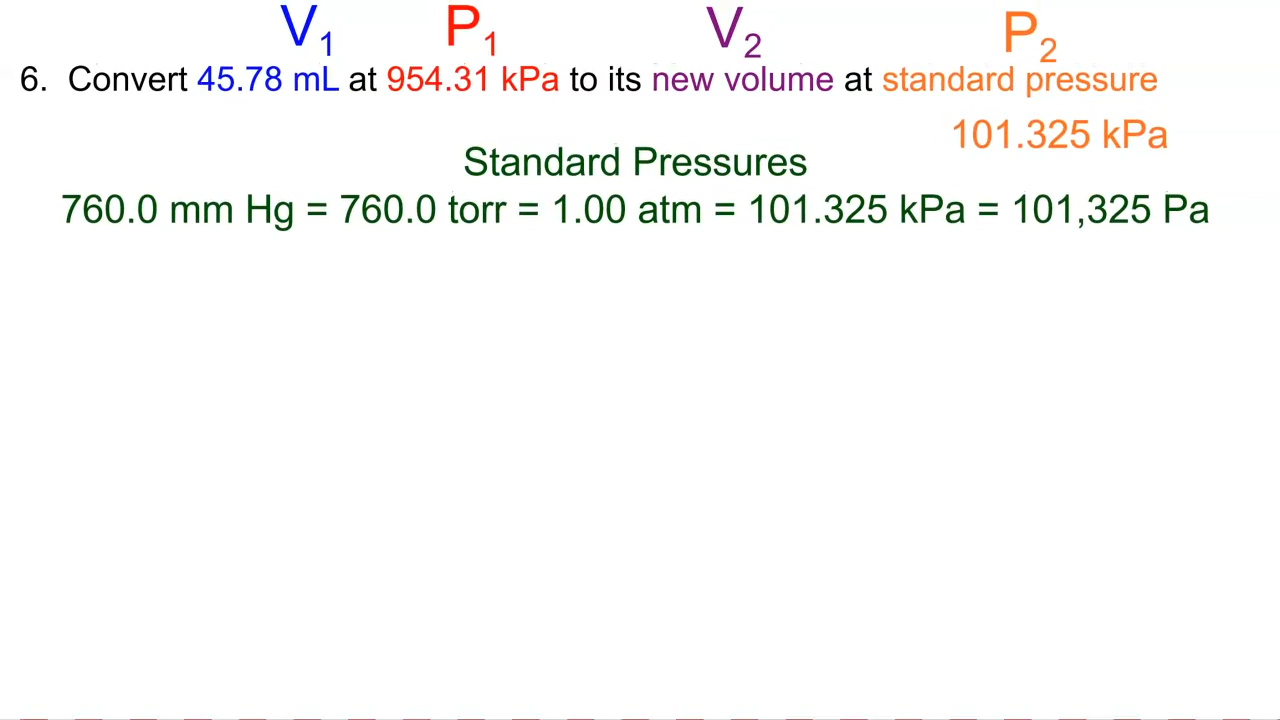 V₁ P₁ V₂ P₂
6. Convert 45.78 mL at 954.31 kPa to its new volume at standard pressure
101.325 kPa
Standard Pressures
760.0 mm Hg = 760.0 torr = 1.00 atm = 101.325 kPa = 101,325 Pa